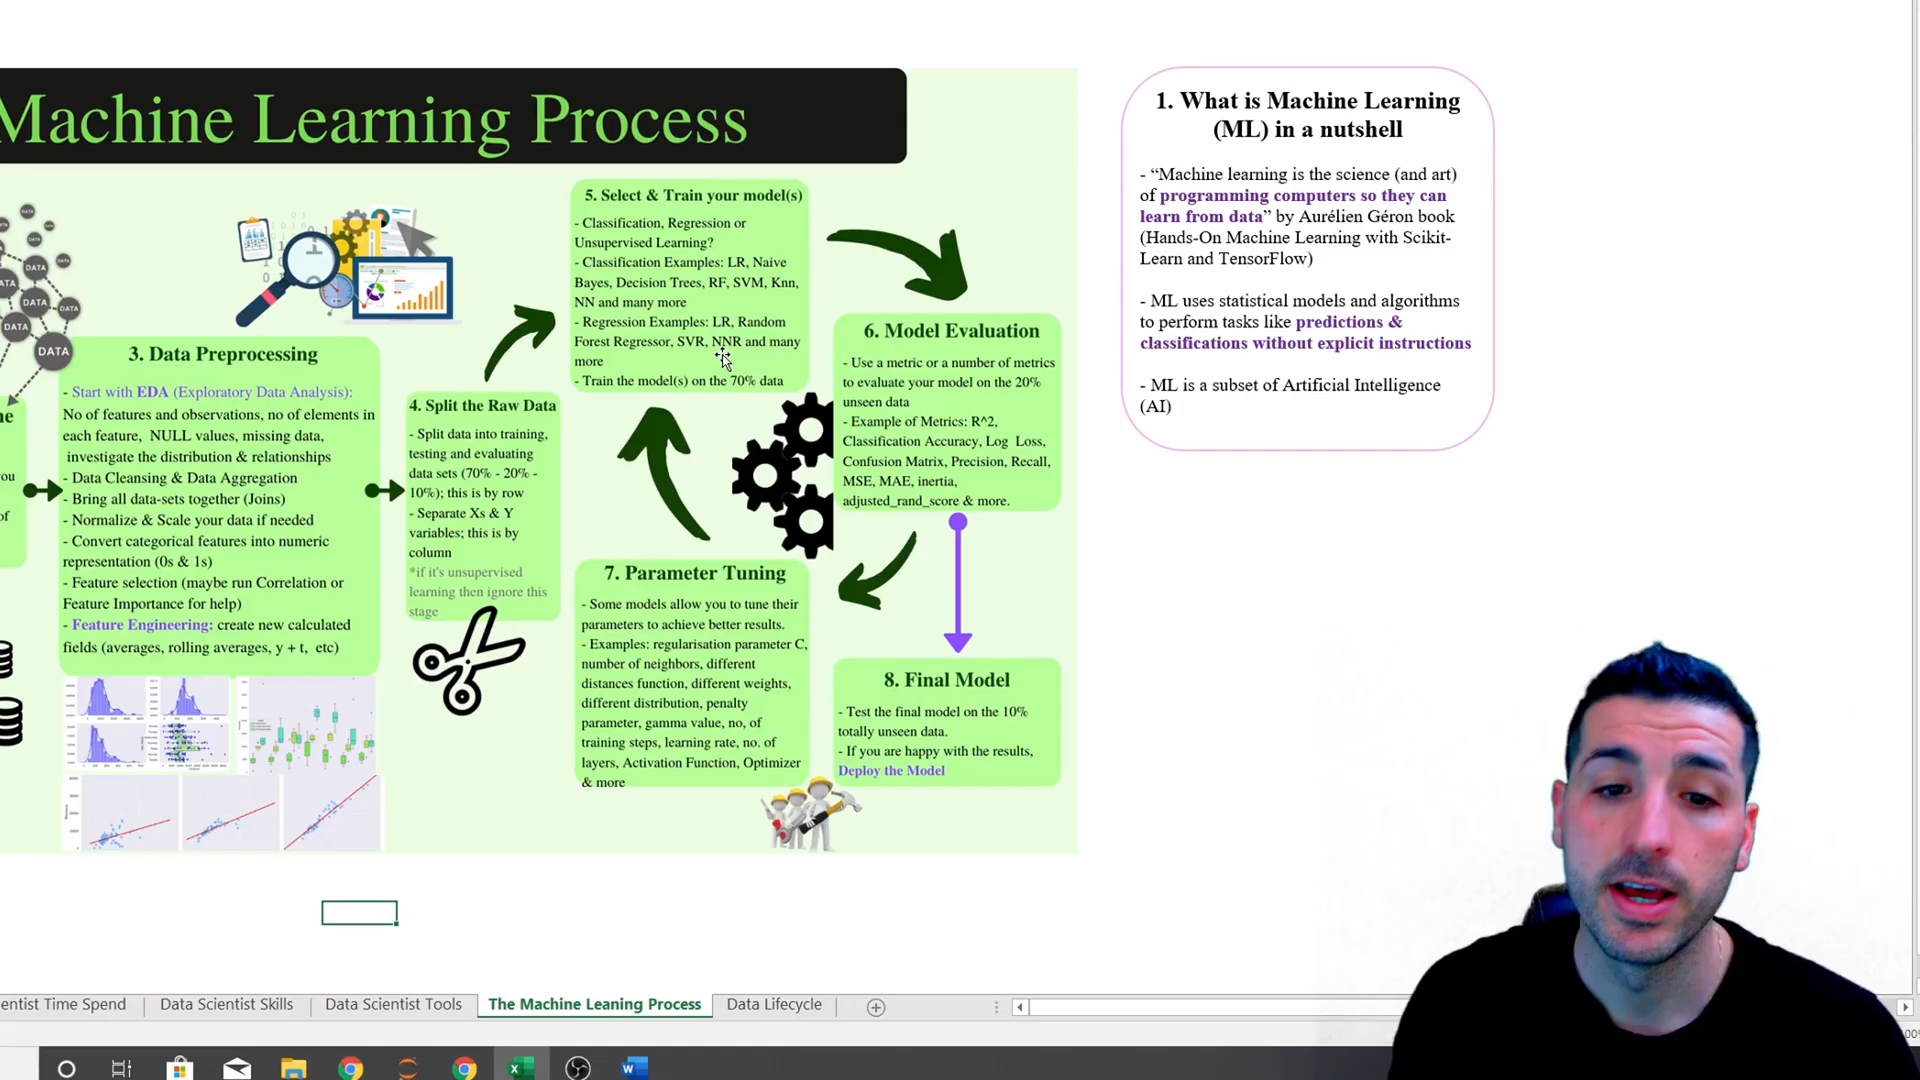 Machine Learning Process
DATA
DATA
DATA
DATA
DATA
DATA
DATA
DATA
DATA
3. Data Preprocessing
- Start with EDA (Exploratory Data Analysis):
No of features and observations, no of elements in
each feature, NULL values, missing data,
investigate the distribution & relationships
- Data Cleansing & Data Aggregation
- Bring all data-sets together (Joins)
- Normalize & Scale your data if needed
- Convert categorical features into numeric
representation (0s & 1s)
- Feature selection (maybe run Correlation or
Feature Importance for help)
- Feature Engineering: create new calculated
fields (averages, rolling averages, y + t, etc)
4. Split the Raw Data
- Split data into training,
testing and evaluating
data sets (70% - 20% -
10%); this is by row
- Separate Xs & Y
variables; this is by
column
*if it's unsupervised
learning then ignore this
stage
5. Select & Train your model(s)
- Classification, Regression or
Unsupervised Learning?
- Classification Examples: LR, Naive
Bayes, Decision Trees, RF, SVM, Knn,
NN and many more
- Regression Examples: LR, Random
Forest Regressor, SVR, NNR and many
more
- Train the model(s) on the 70% data
6. Model Evaluation
- Use a metric or a number of metrics
to evaluate your model on the 20%
unseen data
- Example of Metrics: R^2,
Classification Accuracy, Log Loss,
Confusion Matrix, Precision, Recall,
MSE, MAE, inertia,
adjusted_rand_score & more.
7. Parameter Tuning
- Some models allow you to tune their
parameters to achieve better results.
- Examples: regularisation parameter C,
number of neighbors, different
distances function, different weights,
different distribution, penalty
parameter, gamma value, no. of
training steps, learning rate, no. of
layers, Activation Function, Optimizer
& more
8. Final Model
- Test the final model on the 10%
totally unseen data.
- If you are happy with the results,
Deploy the Model
1. What is Machine Learning
(ML) in a nutshell
- “Machine learning is the science (and art)
of programming computers so they can
learn from data” by Aurélien Géron book
(Hands-On Machine Learning with Scikit-
Learn and TensorFlow)
- ML uses statistical models and algorithms
to perform tasks like predictions &
classifications without explicit instructions
- ML is a subset of Artificial Intelligence
(AI)
entist Time Spend
Data Scientist Skills
Data Scientist Tools
The Machine Leaning Process
Data Lifecycle